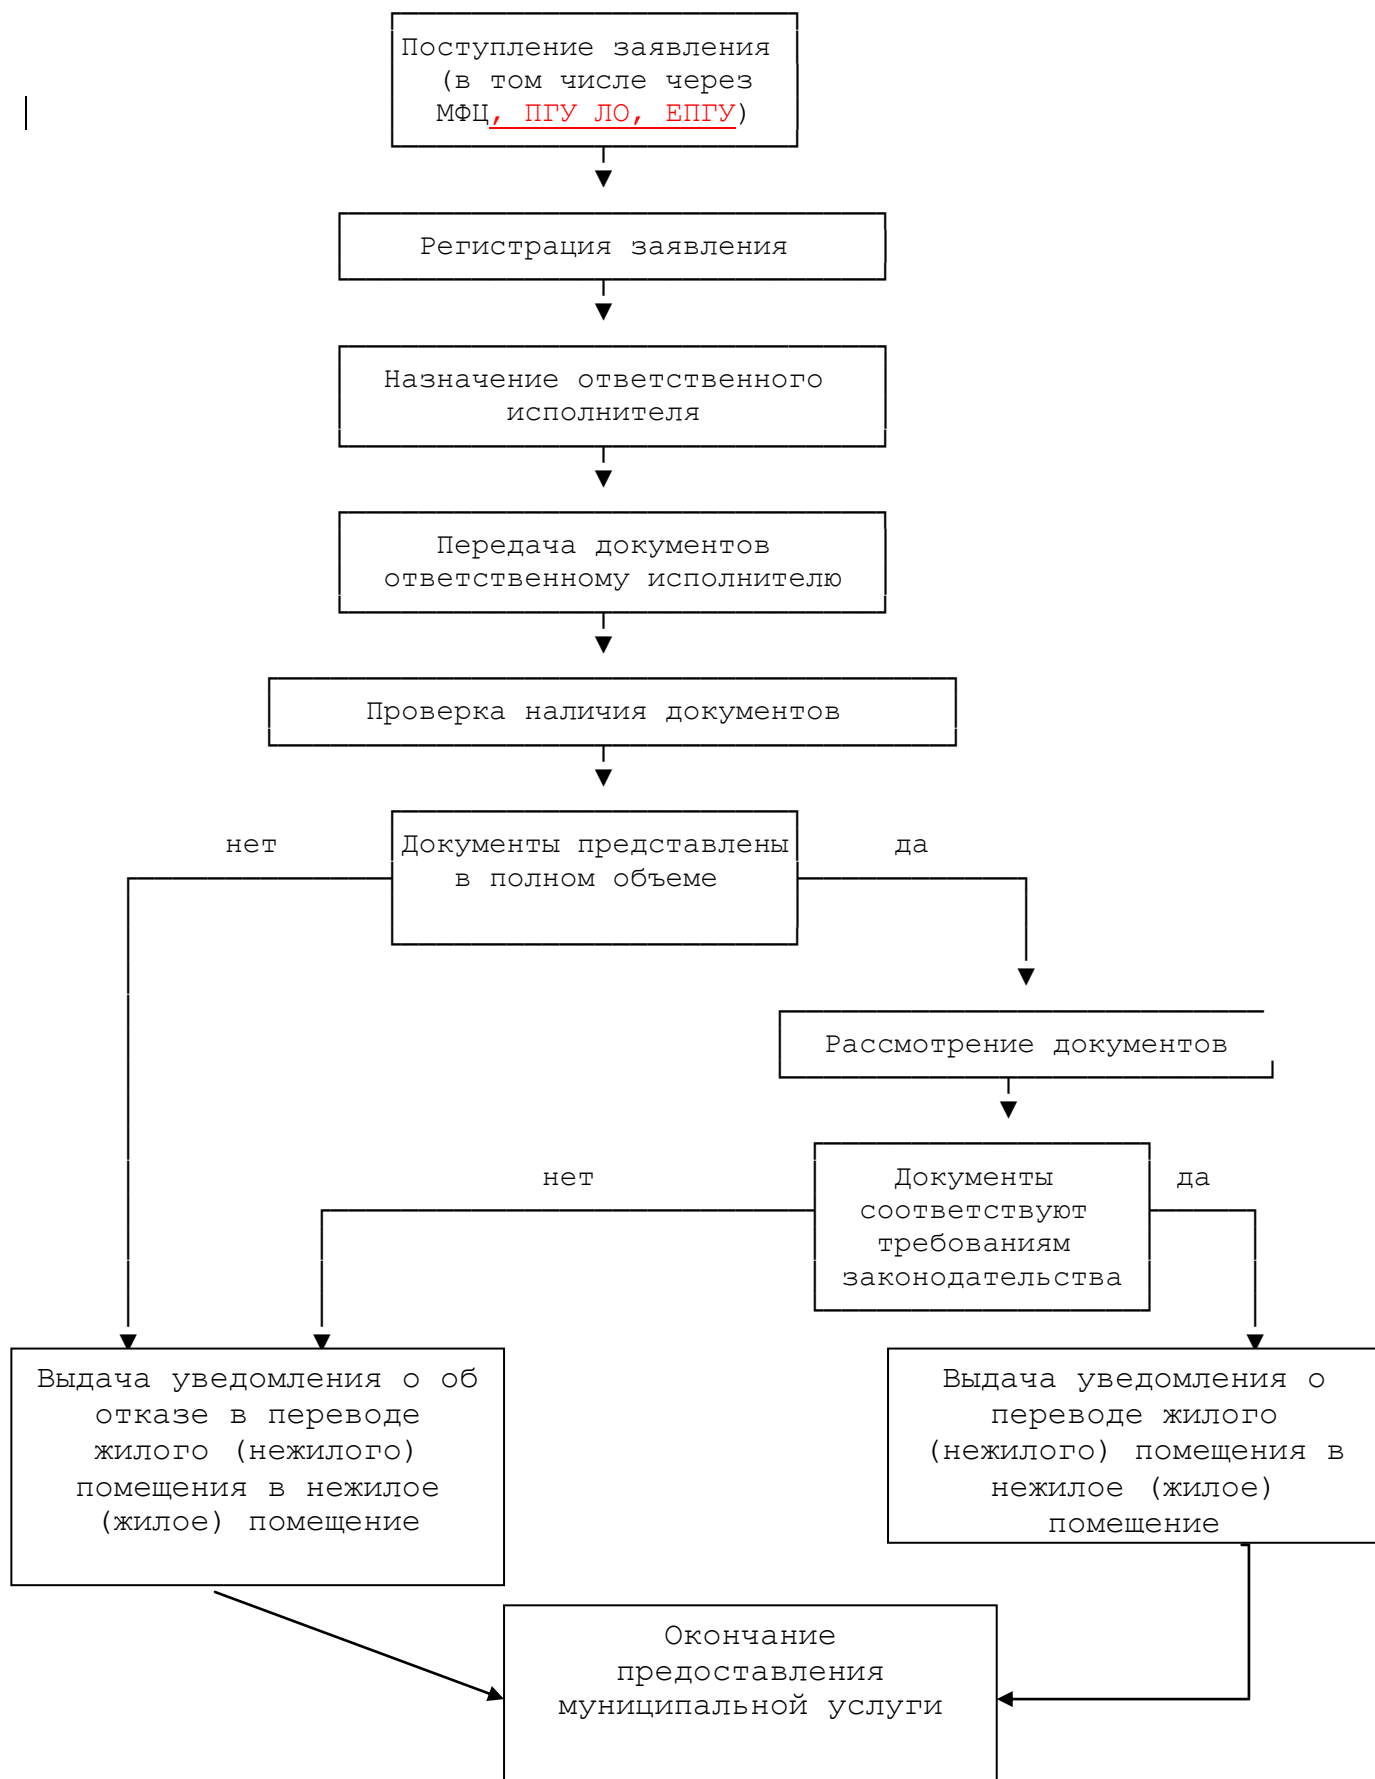 Поступление заявления
(в том числе через
МФЦ, ПГУ ЛО, ЕПГУ)
Регистрация заявления
Назначение ответственного
исполнителя
Передача документов
ответственному исполнителю
Проверка наличия документов
нет
Документы представлены
в полном объеме
да
Рассмотрение документов
нет
Документы
соответствуют
требованиям
законодательства
да
Выдача уведомления о об
отказе в переводе
жилого (нежилого)
помещения в нежилое
(жилое) помещение
Выдача уведомления о
переводе жилого
(нежилого) помещения в
нежилое (жилое)
помещение
Окончание
предоставления
муниципальной услуги